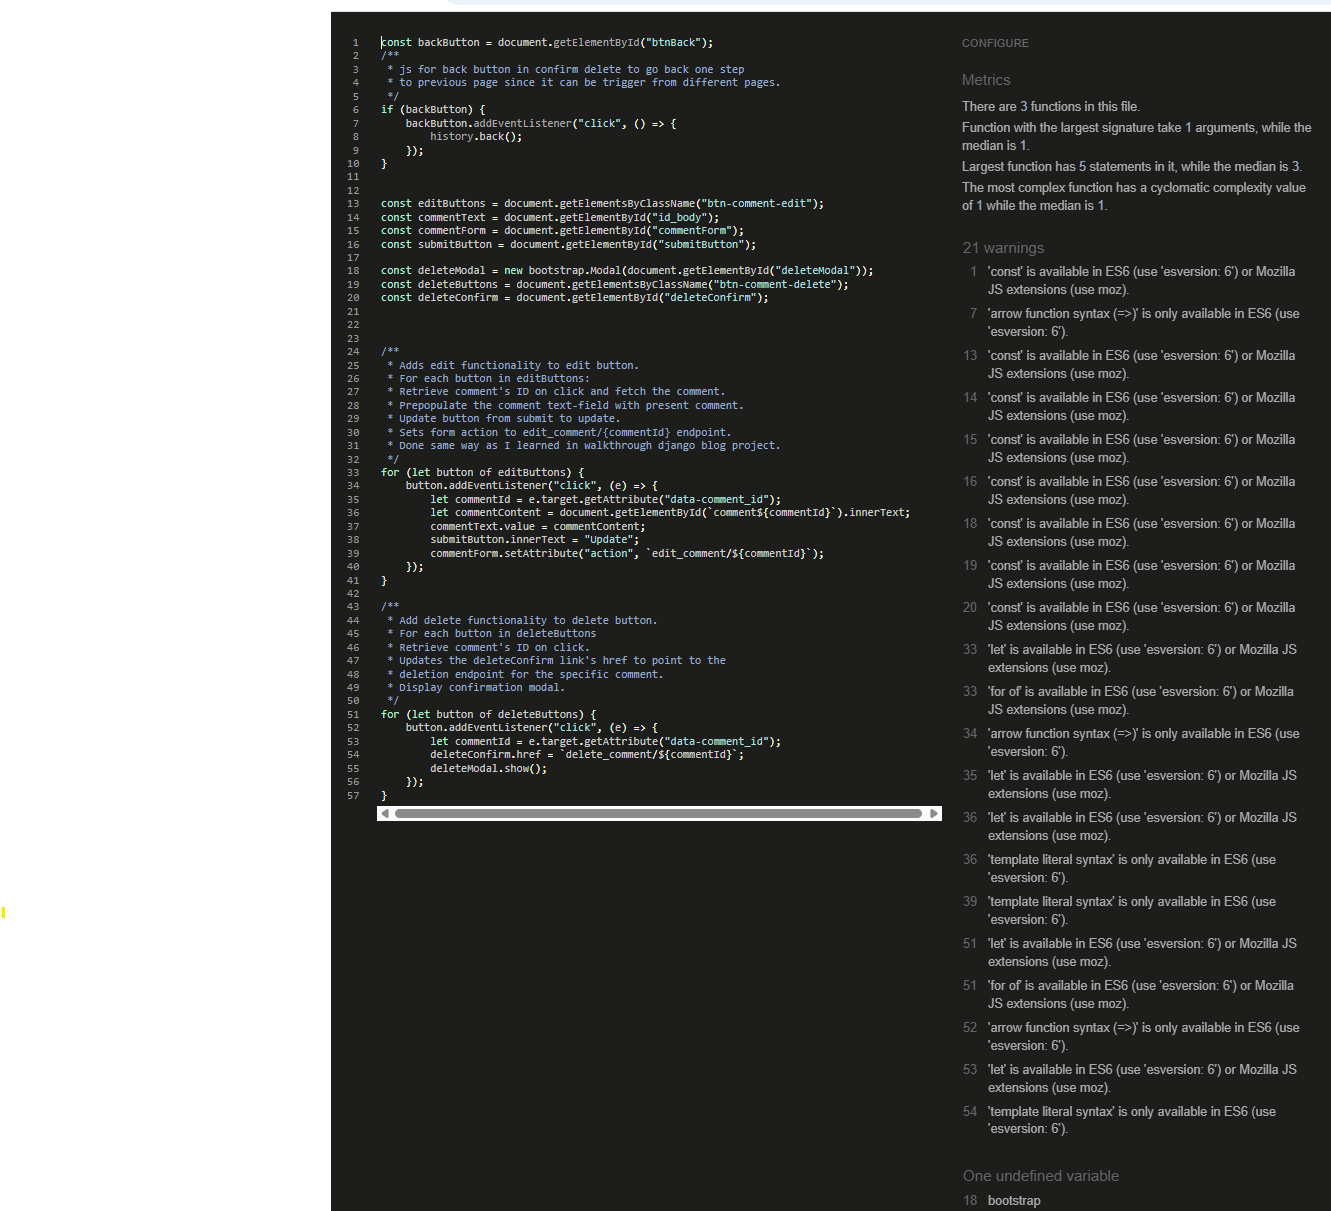 1 const backButton = document.getElementById("btnBack");
2 /**
3 * js for back button in confirm delete to go back one step
4 * to previous page since it can be trigger from different pages.
5 */
6 if (backButton) {
7 backButton.addEventListener("click", () => {
8 history.back();
9 });
10 }
11
12
13 const editButtons = document.getElementsByClassName("btn-comment-edit");
14 const commentText = document.getElementById("id_body");
15 const commentForm = document.getElementById("commentForm");
16 const submitButton = document.getElementById("submitButton");
17
18 const deleteModal = new bootstrap.Modal(document.getElementById("deleteModal"));
19 const deleteButtons = document.getElementsByClassName("btn-comment-delete");
20 const deleteConfirm = document.getElementById("deleteConfirm");
21
22
23
24 /**
25 * Adds edit functionality to edit button.
26 * For each button in editButtons:
27 * Retrieve comment's ID on click and fetch the comment.
28 * Prepopulate the comment text-field with present comment.
29 * Update button from submit to update.
30 * Sets form action to edit_comment/{commentId} endpoint.
31 * Done same way as I learned in walkthrough django blog project.
32 */
33 for (let button of editButtons) {
34 button.addEventListener("click", (e) => {
35 let commentId = e.target.getAttribute("data-comment_id");
36 let commentContent = document.getElementById(`comment${commentId}`).innerText;
37 commentText.value = commentContent;
38 submitButton.innerText = "Update";
39 commentForm.setAttribute("action", `edit_comment/${commentId}`);
40 });
41 }
42
43 /**
44 * Add delete functionality to delete button.
45 * For each button in deleteButtons
46 * Retrieve comment's ID on click.
47 * Updates the deleteConfirm link's href to point to the
48 * deletion endpoint for the specific comment.
49 * Display confirmation modal.
50 */
51 for (let button of deleteButtons) {
52 button.addEventListener("click", (e) => {
53 let commentId = e.target.getAttribute("data-comment_id");
54 deleteConfirm.href = `delete_comment/${commentId}`;
55 deleteModal.show();
56 });
57 }
CONFIGURE
Metrics
There are 3 functions in this file.
Function with the largest signature take 1 arguments, while the
median is 1.
Largest function has 5 statements in it, while the median is 3.
The most complex function has a cyclomatic complexity value
of 1 while the median is 1.
21 warnings
1 'const' is available in ES6 (use 'esversion: 6') or Mozilla
JS extensions (use moz).
7 'arrow function syntax (=>)' is only available in ES6 (use
'esversion: 6').
13 'const' is available in ES6 (use 'esversion: 6') or Mozilla
JS extensions (use moz).
14 'const' is available in ES6 (use 'esversion: 6') or Mozilla
JS extensions (use moz).
15 'const' is available in ES6 (use 'esversion: 6') or Mozilla
JS extensions (use moz).
16 'const' is available in ES6 (use 'esversion: 6') or Mozilla
JS extensions (use moz).
18 'const' is available in ES6 (use 'esversion: 6') or Mozilla
JS extensions (use moz).
19 'const' is available in ES6 (use 'esversion: 6') or Mozilla
JS extensions (use moz).
20 'const' is available in ES6 (use 'esversion: 6') or Mozilla
JS extensions (use moz).
33 'let' is available in ES6 (use 'esversion: 6') or Mozilla JS
extensions (use moz).
33 'for of' is available in ES6 (use 'esversion: 6') or Mozilla
JS extensions (use moz).
34 'arrow function syntax (=>)' is only available in ES6 (use
'esversion: 6').
35 'let' is available in ES6 (use 'esversion: 6') or Mozilla JS
extensions (use moz).
36 'let' is available in ES6 (use 'esversion: 6') or Mozilla JS
extensions (use moz).
36 'template literal syntax' is only available in ES6 (use
'esversion: 6').
39 'template literal syntax' is only available in ES6 (use
'esversion: 6').
51 'let' is available in ES6 (use 'esversion: 6') or Mozilla JS
extensions (use moz).
51 'for of' is available in ES6 (use 'esversion: 6') or Mozilla
JS extensions (use moz).
52 'arrow function syntax (=>)' is only available in ES6 (use
'esversion: 6').
53 'let' is available in ES6 (use 'esversion: 6') or Mozilla JS
extensions (use moz).
54 'template literal syntax' is only available in ES6 (use
'esversion: 6').
One undefined variable
18 bootstrap